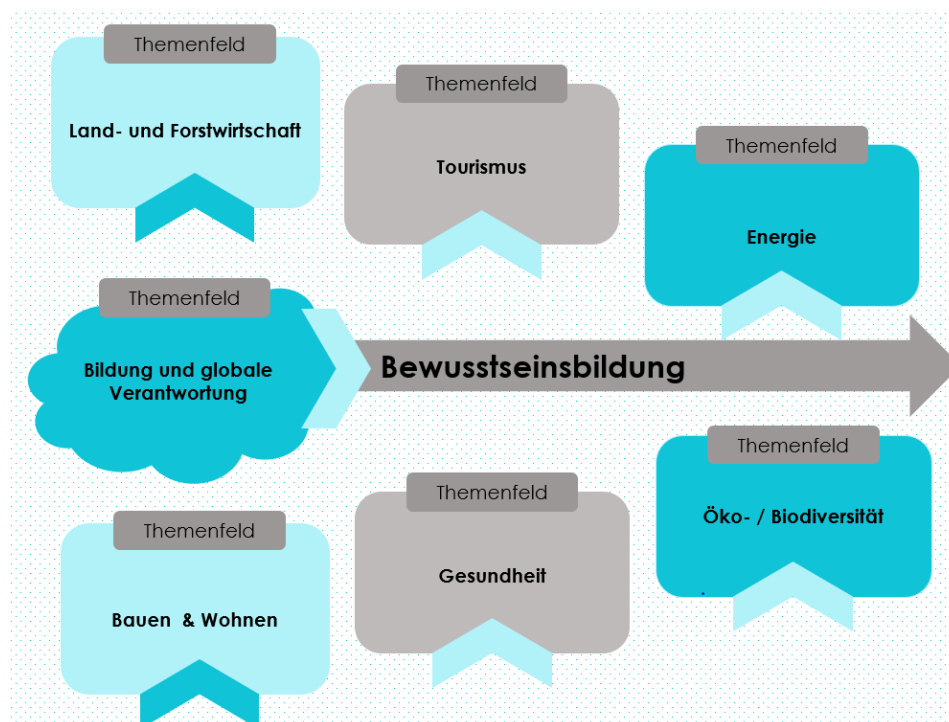 Themenfeld
Land- und Forstwirtschaft
Themenfeld
Tourismus
Themenfeld
Energie
Themenfeld
Bildung und globale
Verantwortung
Bewusstseinsbildung
Themenfeld
Bauen & Wohnen
Themenfeld
Gesundheit
Themenfeld
Öko- / Biodiversität